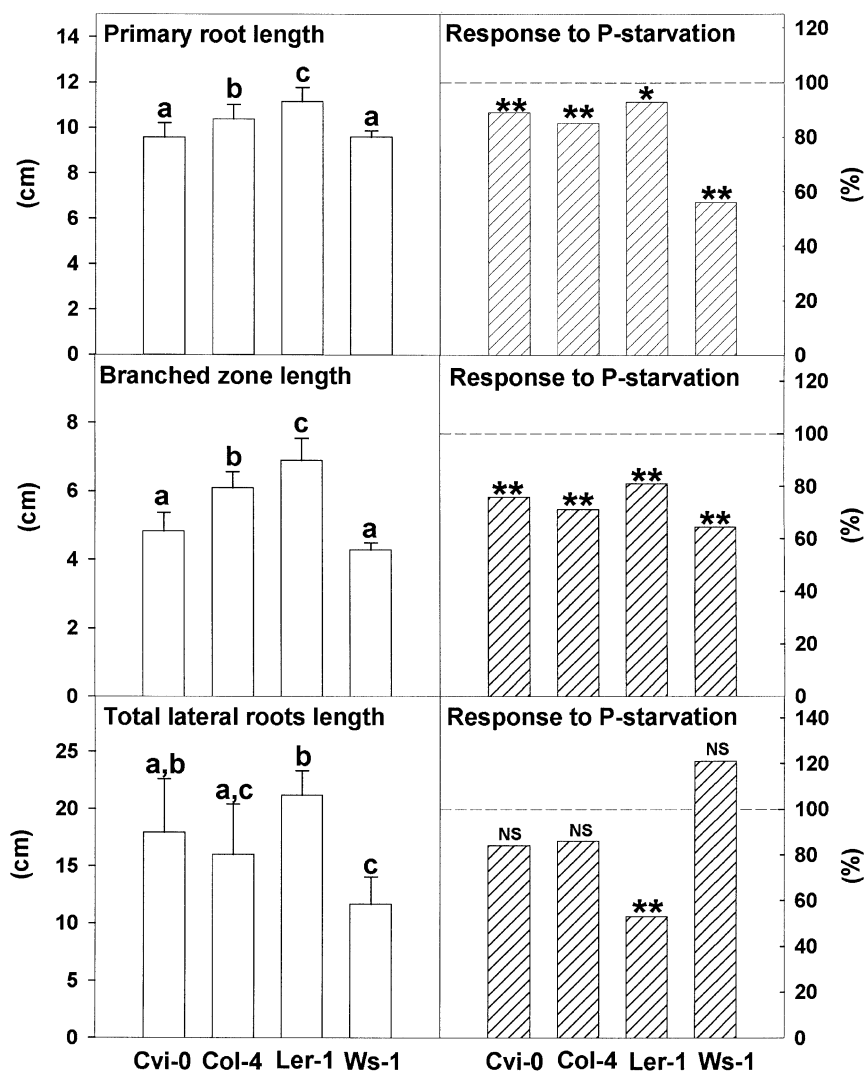 Primary root length
Response to P-starvation
14
12
10
8
6
4
2
0
(cm)
a
b
c
a
**
**
*
**
120
100
80
60
40
20
0
(%)
Branched zone length
Response to P-starvation
8
6
4
2
0
(cm)
a
b
c
a
**
**
**
**
120
100
80
60
40
20
0
(%)
Total lateral roots length
Response to P-starvation
25
20
15
10
5
0
(cm)
a,b
a,c
b
c
NS
NS
**
NS
140
120
100
80
60
40
20
0
(%)
Cvi-0 Col-4 Ler-1 Ws-1
Cvi-0 Col-4 Ler-1 Ws-1